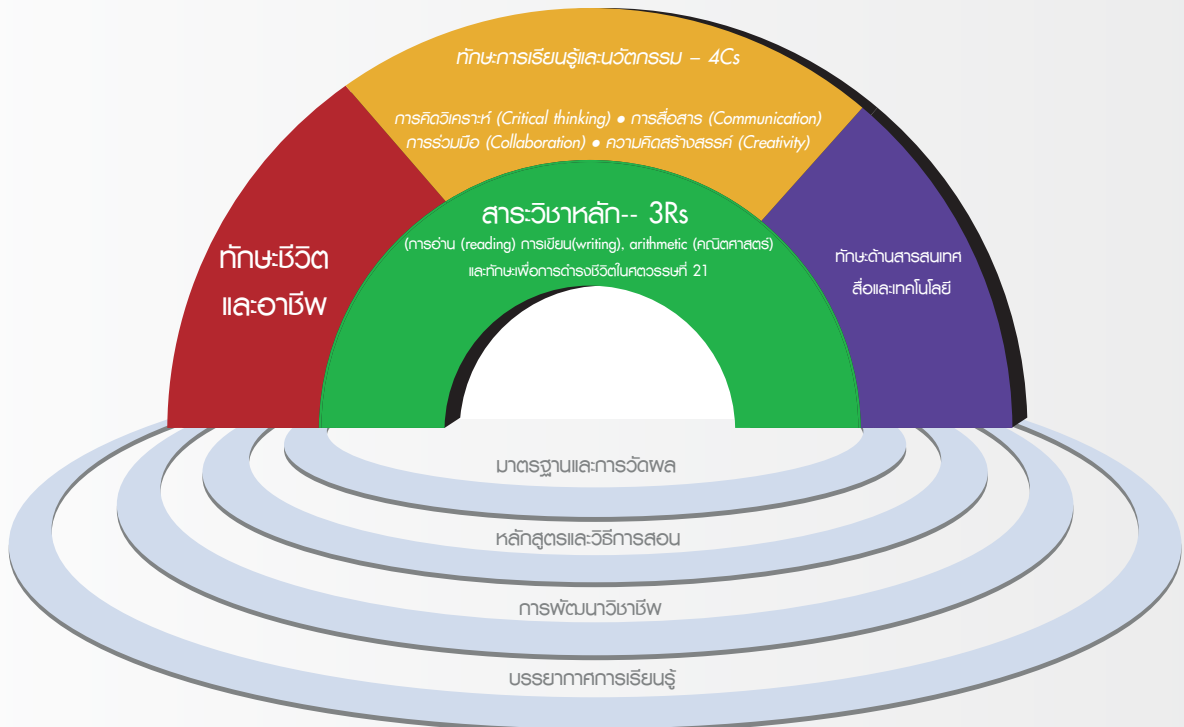 ทักษะการเรียนรู้และนวัตกรรม – 4Cs
การคิดวิเคราะห์ (Critical thinking) ● การสื่อสาร (Communication)
การร่วมมือ (Collaboration) ● ความคิดสร้างสรรค์ (Creativity)
ทักษะชีวิต
และอาชีพ
สาระวิชาหลัก-- 3Rs
(การอ่าน (reading) การเขียน(writing), arithmetic (คณิตศาสตร์)
และทักษะเพื่อการดำรงชีวิตในศตวรรษที่ 21
ทักษะด้านสารสนเทศ
สื่อและเทคโนโลยี
มาตรฐานและการวัดผล
หลักสูตรและวิธีการสอน
การพัฒนาวิชาชีพ
บรรยากาศการเรียนรู้